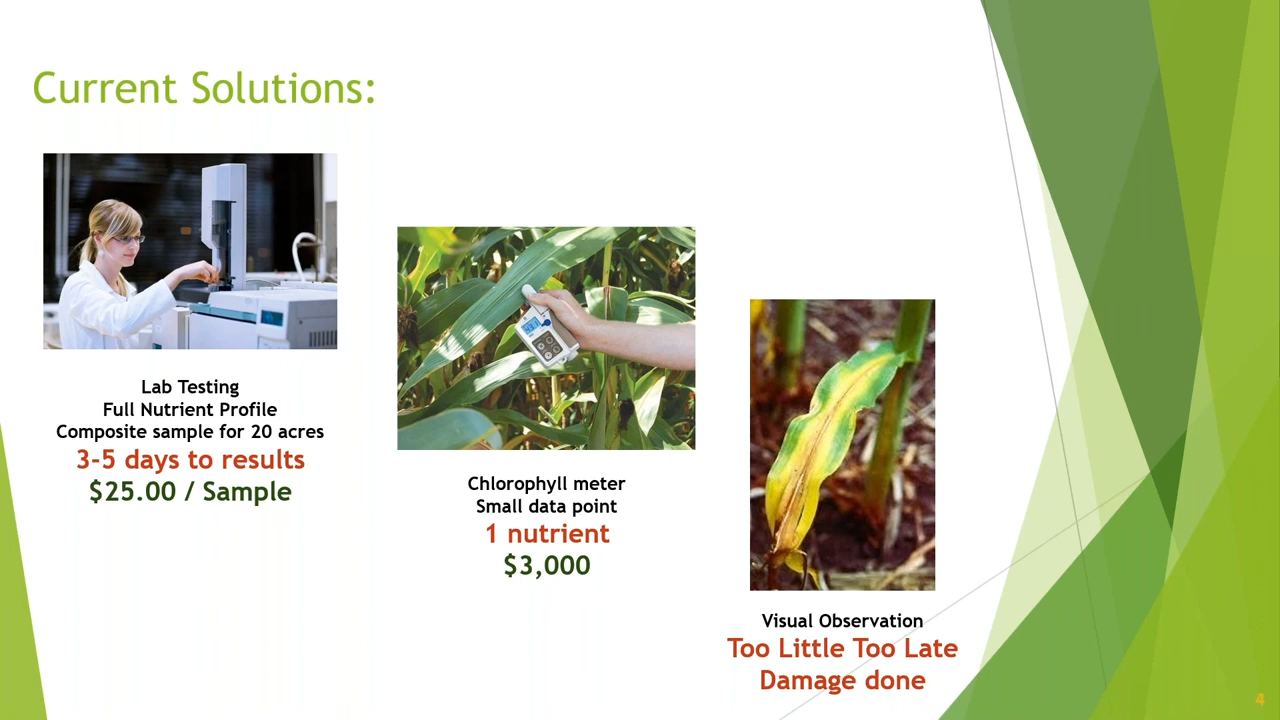 Current Solutions:
Lab Testing
Full Nutrient Profile
Composite sample for 20 acres
3-5 days to results
$25.00 / Sample
Chlorophyll meter
Small data point
1 nutrient
$3,000
Visual Observation
Too Little Too Late
Damage done
4